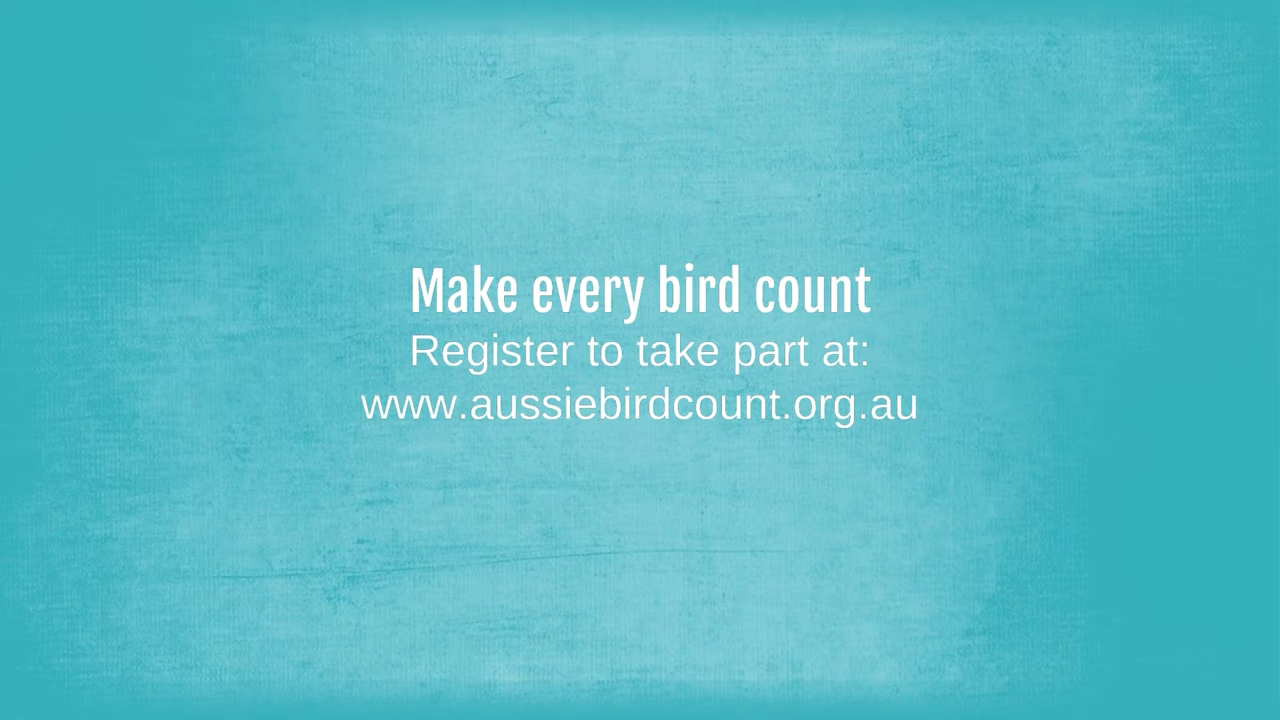 Make every bird count
Register to take part at:
www.aussiebirdcount.org.au